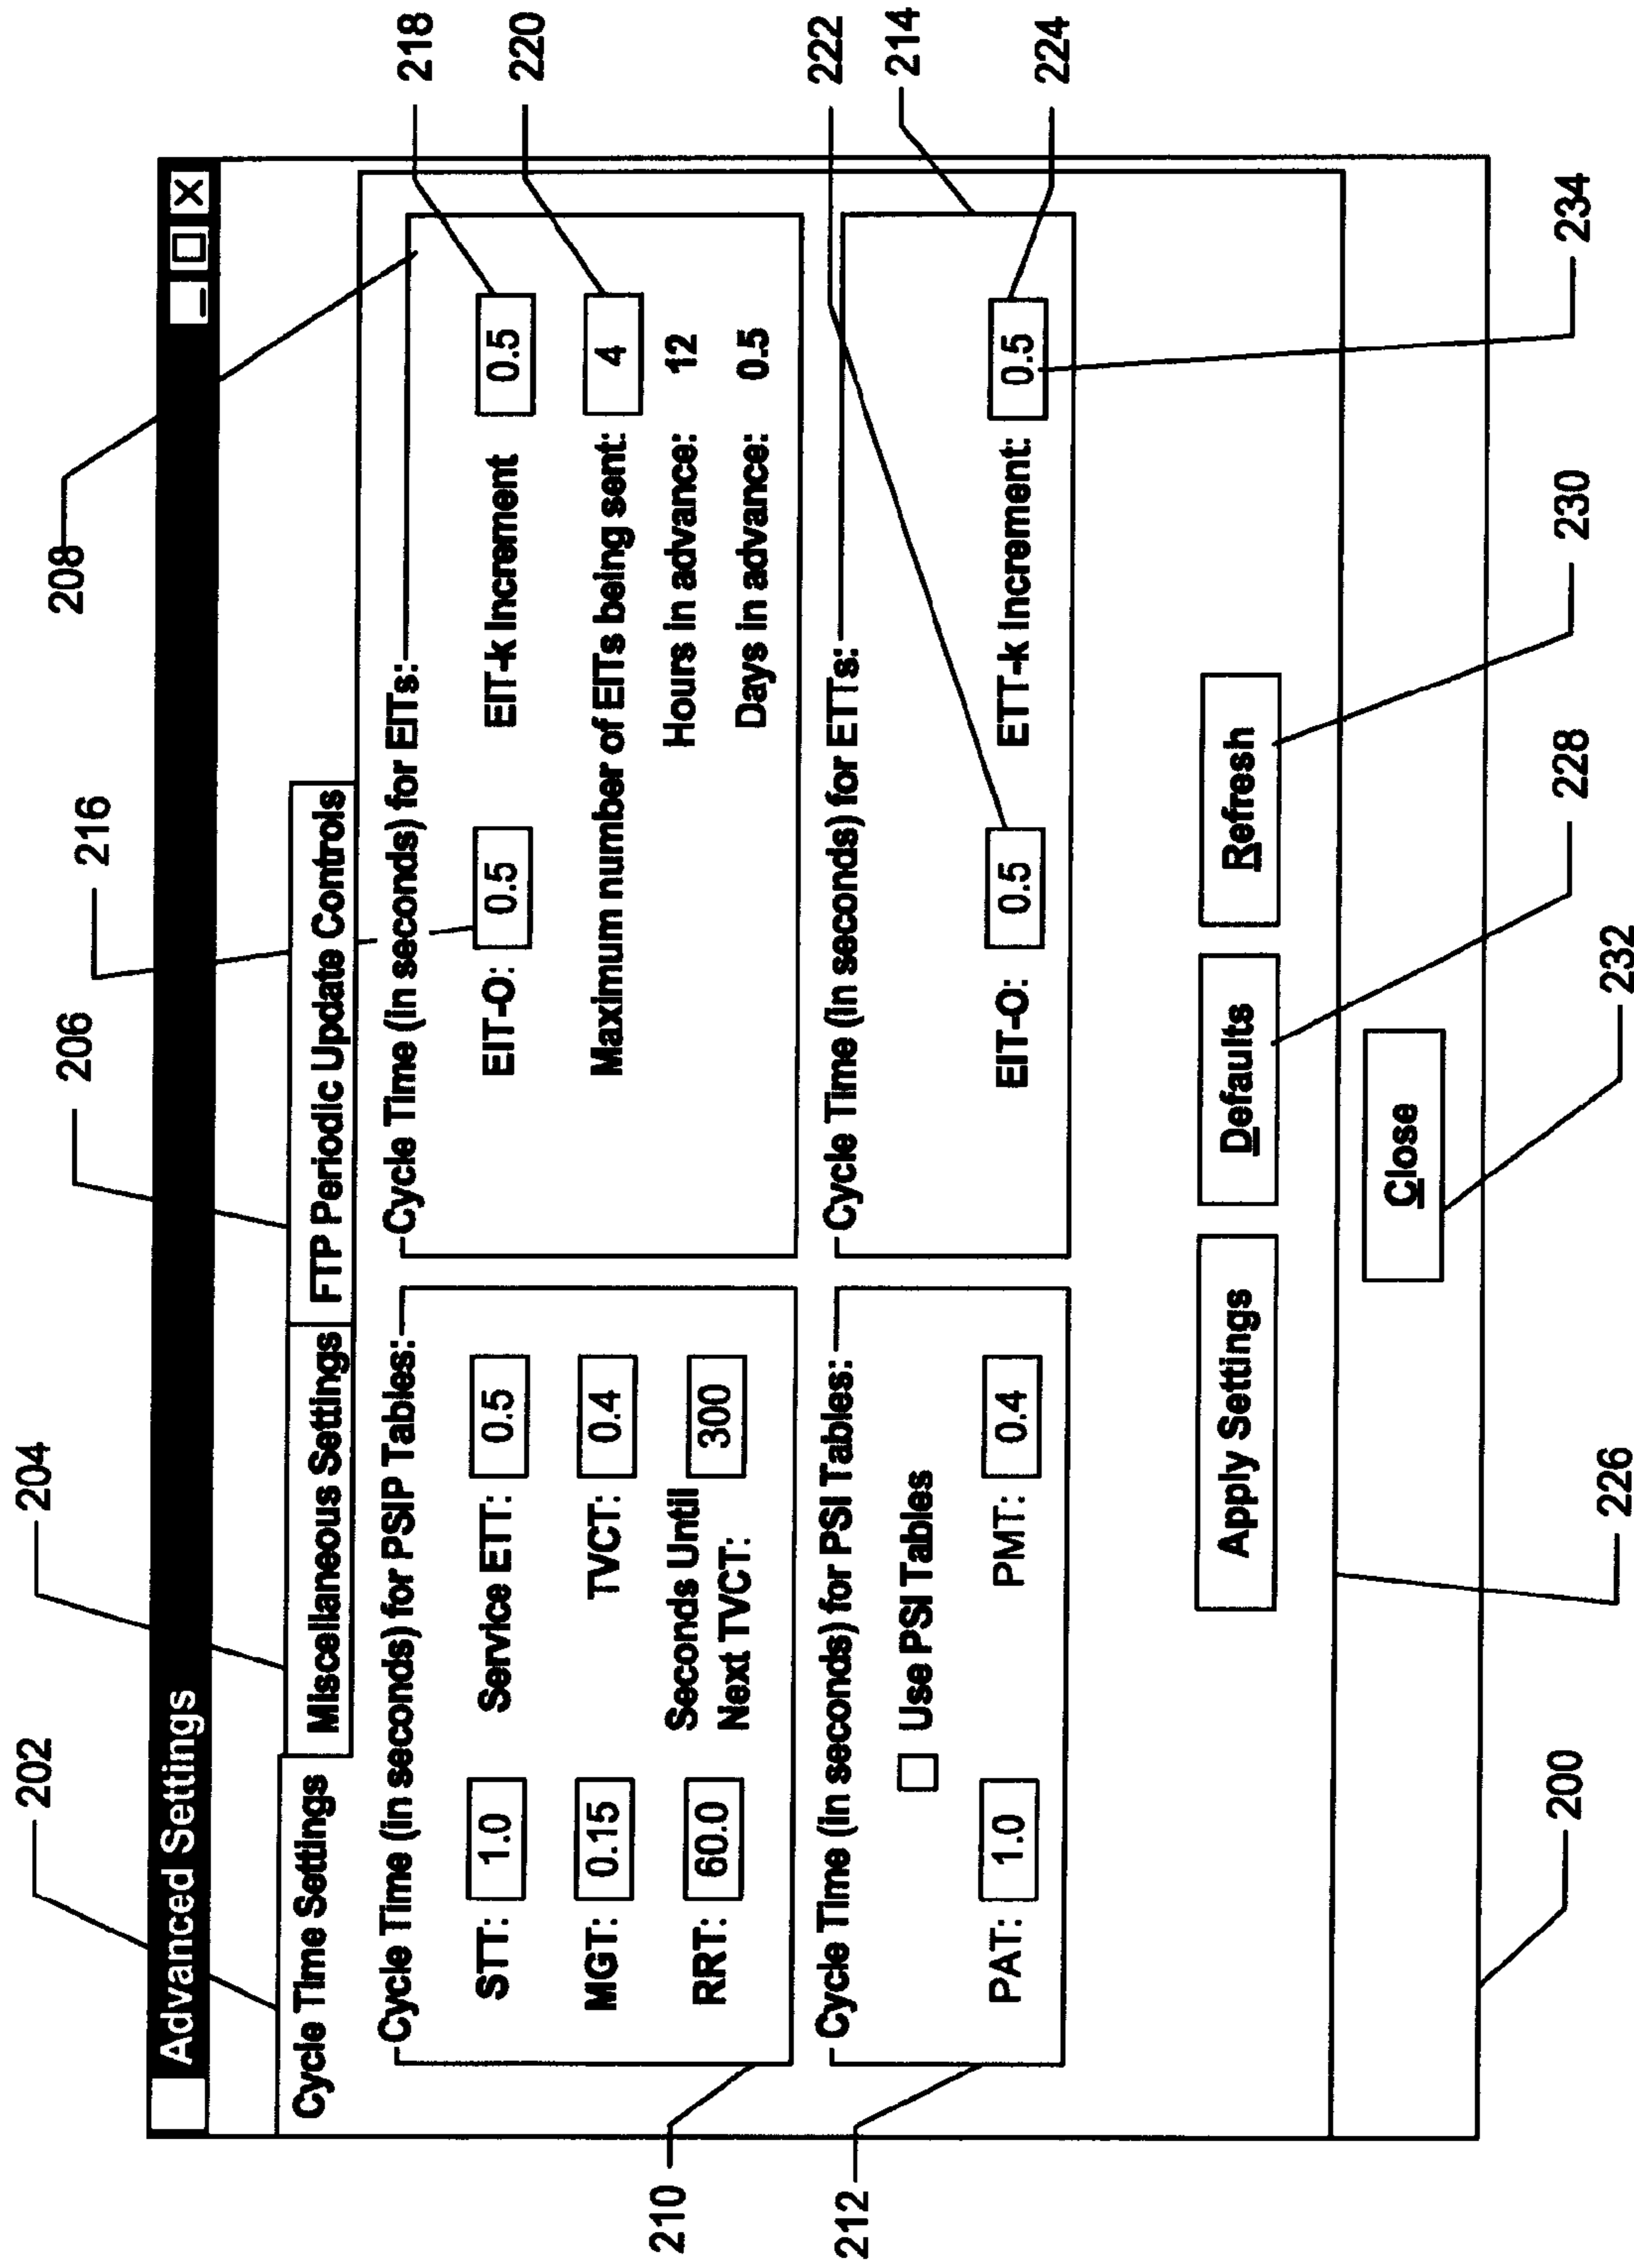 202
204
206
216
208
218
220
222
214
224
234
230
228
232
226
200
212
210
Advanced Settings
_ □ X
Cycle Time Settings
Miscellaneous Settings
FTP Periodic Update Controls
Cycle Time (in seconds) for PSIP Tables:
STT: 1.0 Service ETT: 0.5
MGT: 0.15 TVCT: 0.4
RRT: 60.0 Seconds Until 300
Next TVCT:
Cycle Time (in seconds) for EITs:
EIT-O: 0.5 EIT-k Increment 0.5
Maximum number of EITs being sent: 4
Hours in advance: 12
Days in advance: 0.5
Cycle Time (in seconds) for PSI Tables:
Use PSI Tables
PAT: 1.0 PMT: 0.4
Cycle Time (in seconds) for ETTs:
EIT-O: 0.5 ETT-k Increment: 0.5
Apply Settings
Defaults
Refresh
Close